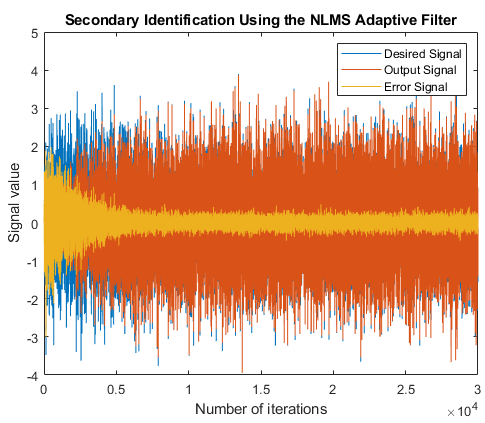 Secondary Identification Using the NLMS Adaptive Filter
5
4
3
2
1
0
-1
-2
-3
-4
Signal value
Desired Signal
Output Signal
Error Signal
0 0.5 1 1.5 2 2.5 3
Number of iterations
×10⁴